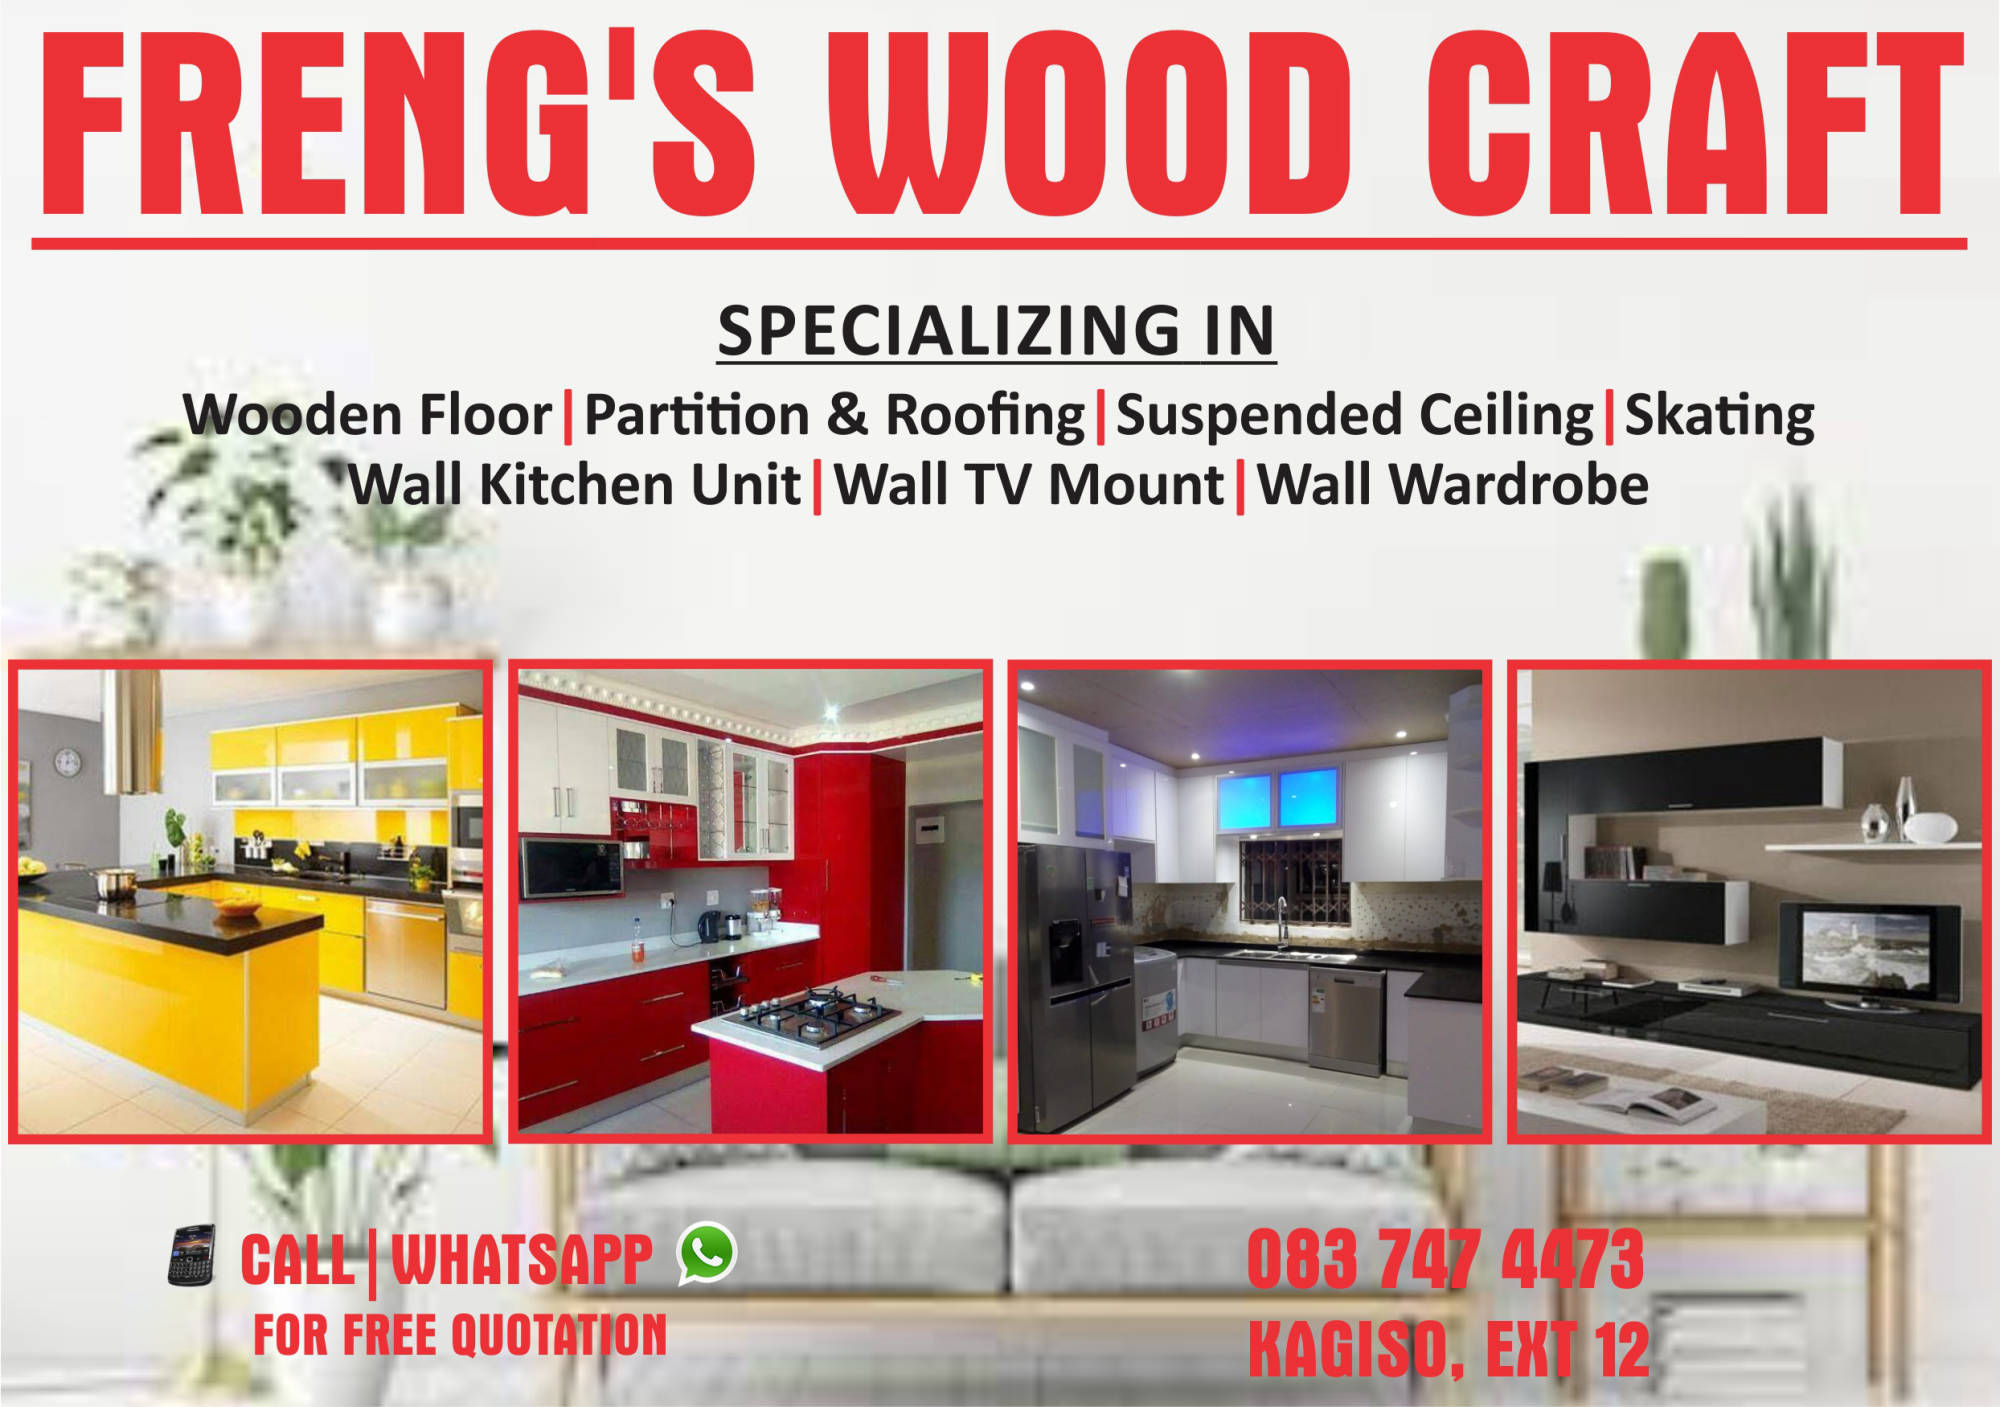 FRENG'S WOOD CRAFT
SPECIALIZING IN
Wooden Floor|Partition & Roofing|Suspended Ceiling|Skating
Wall Kitchen Unit|Wall TV Mount|Wall Wardrobe
CALL|WHATSAPP
FOR FREE QUOTATION
083 747 4473
KAGISO, EXT 12